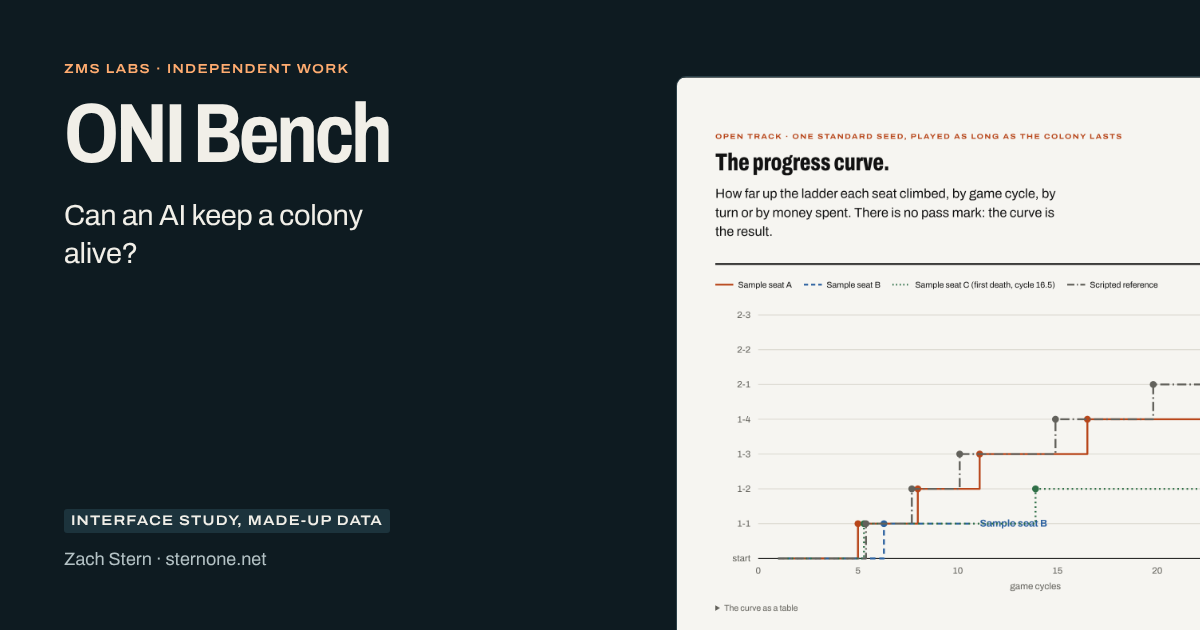 ZMS LABS · INDEPENDENT WORK
ONI Bench
Can an AI keep a colony
alive?
INTERFACE STUDY, MADE-UP DATA
Zach Stern · sternone.net
OPEN TRACK · ONE STANDARD SEED, PLAYED AS LONG AS THE COLONY LASTS
The progress curve.
How far up the ladder each seat climbed, by game cycle, by
turn or by money spent. There is no pass mark: the curve is
the result.
Sample seat A Sample seat B Sample seat C (first death, cycle 16.5) Scripted reference
2-3
2-2
2-1
1-4
1-3
1-2
1-1
Sample seat B
start
0 5 10 15 20
game cycles
The curve as a table